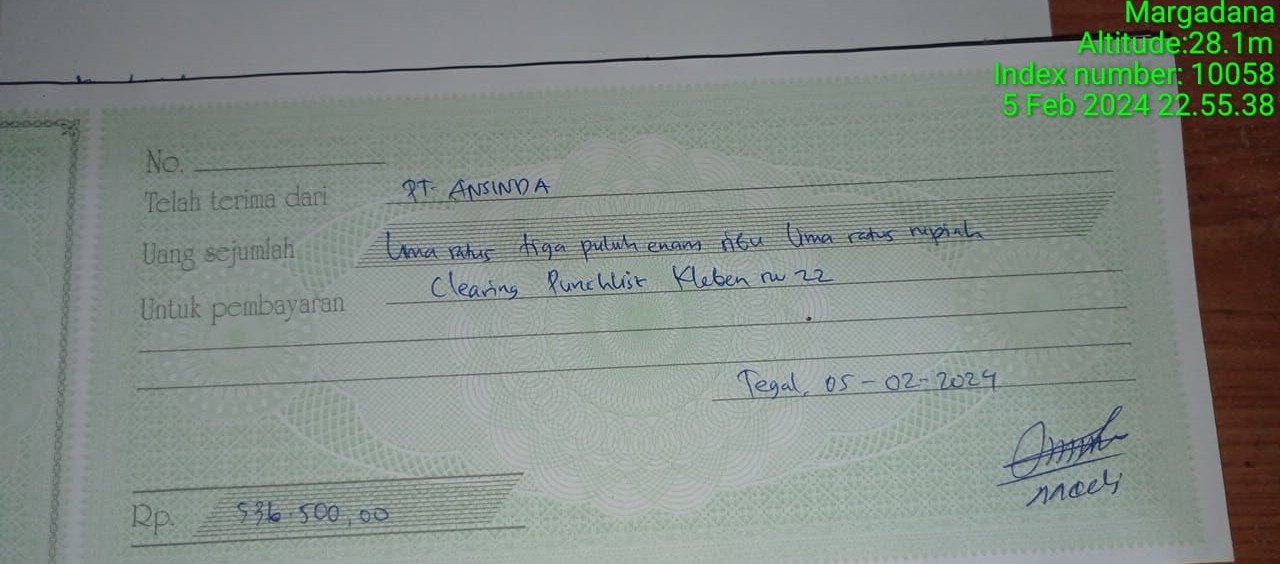 Margadana
Altitude:28.1m
Index number: 10058
5 Feb 2024 22.55.38
No.
Telah terima dari PT. ANSINDA
Uang sejumlah Lima ratus tiga puluh enam ribu Lima ratus rupiah
Untuk pembayaran Clearing Punchlist Kleben rw 22
Tegal, 05-02-2024
Rp. 536.500,00